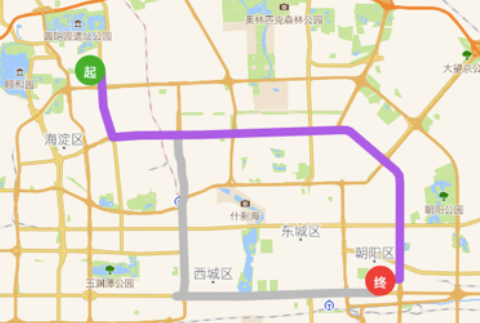 奥林匹克森林公园
圆明园遗址公园
大望京公
起
颐和园
海淀区
朝阳公园
什刹海
东城区
朝阳区
西城区
玉渊潭公园
终